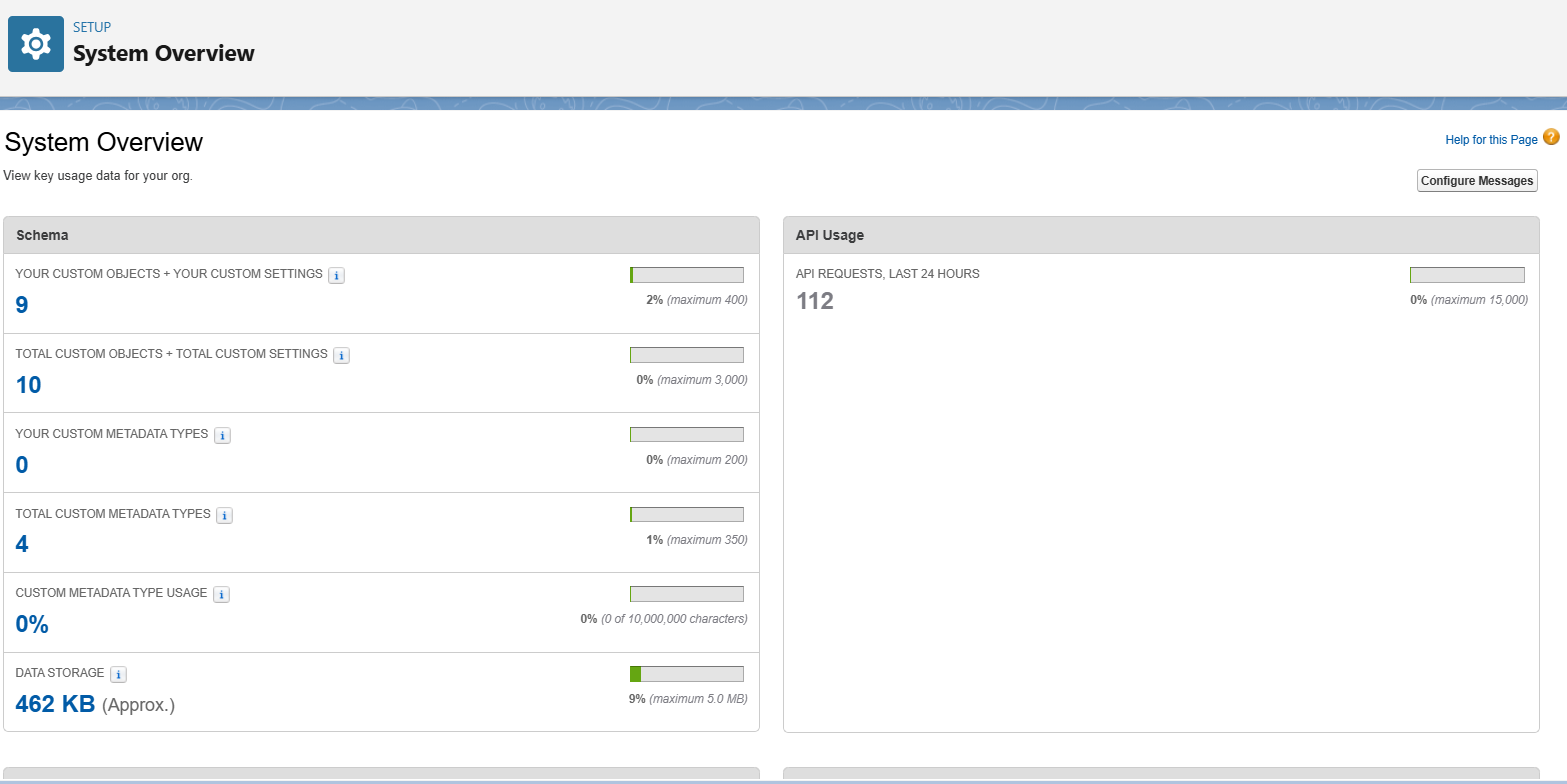 SETUP
System Overview
System Overview
Help for this Page ?
View key usage data for your org.
Configure Messages
Schema
YOUR CUSTOM OBJECTS + YOUR CUSTOM SETTINGS i
9
2% (maximum 400)
TOTAL CUSTOM OBJECTS + TOTAL CUSTOM SETTINGS i
10
0% (maximum 3,000)
YOUR CUSTOM METADATA TYPES i
0
0% (maximum 200)
TOTAL CUSTOM METADATA TYPES i
4
1% (maximum 350)
CUSTOM METADATA TYPE USAGE i
0%
0% (0 of 10,000,000 characters)
DATA STORAGE i
462 KB (Approx.)
9% (maximum 5.0 MB)
API Usage
API REQUESTS, LAST 24 HOURS
112
0% (maximum 15,000)